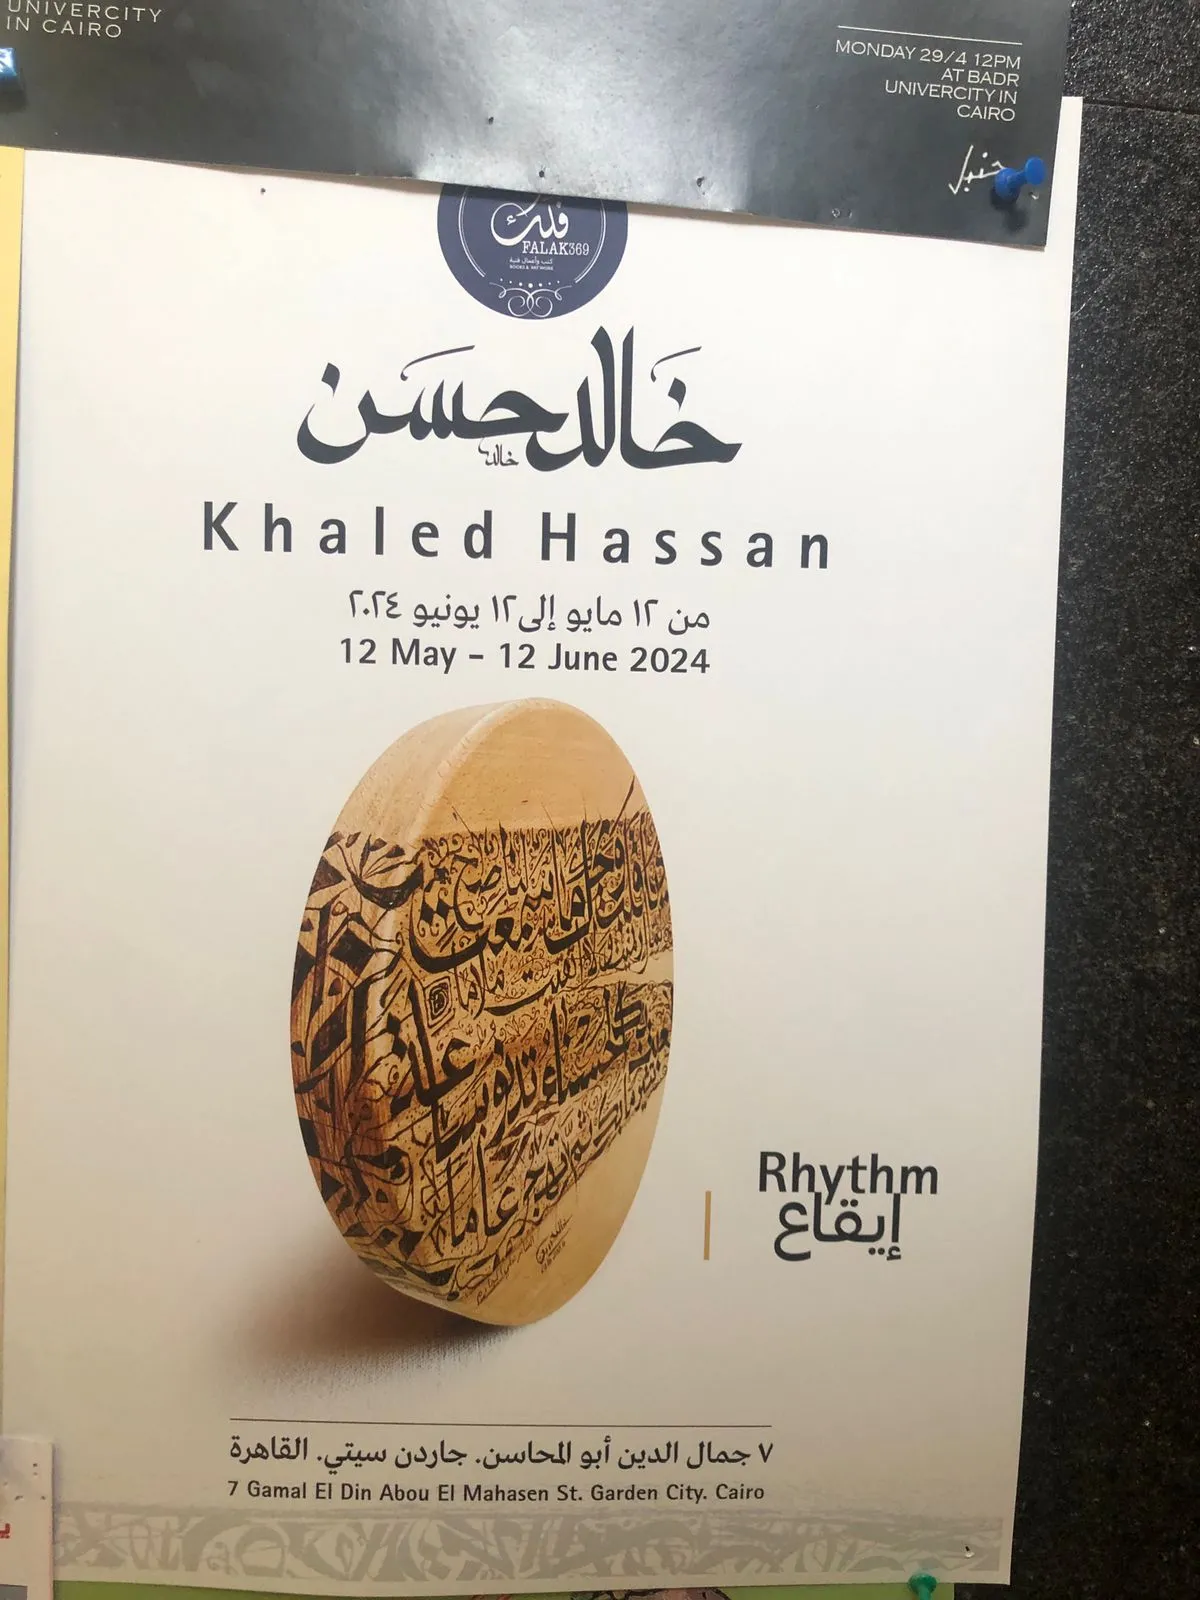 UNIVERCITY
IN CAIRO
MONDAY 29/4 12PM
AT BADR
UNIVERCITY IN
CAIRO
فلك
FALAK369
كتب وأعمال فنية
BOOKS & ART WORK
خالد حسن
خالد
Khaled Hassan
من ١٢ مايو إلى ١٢ يونيو ٢٠٢٤
12 May - 12 June 2024
Rhythm
إيقاع
٧ جمال الدين أبو المحاسن. جاردن سيتي. القاهرة
7 Gamal El Din Abou El Mahasen St. Garden City. Cairo